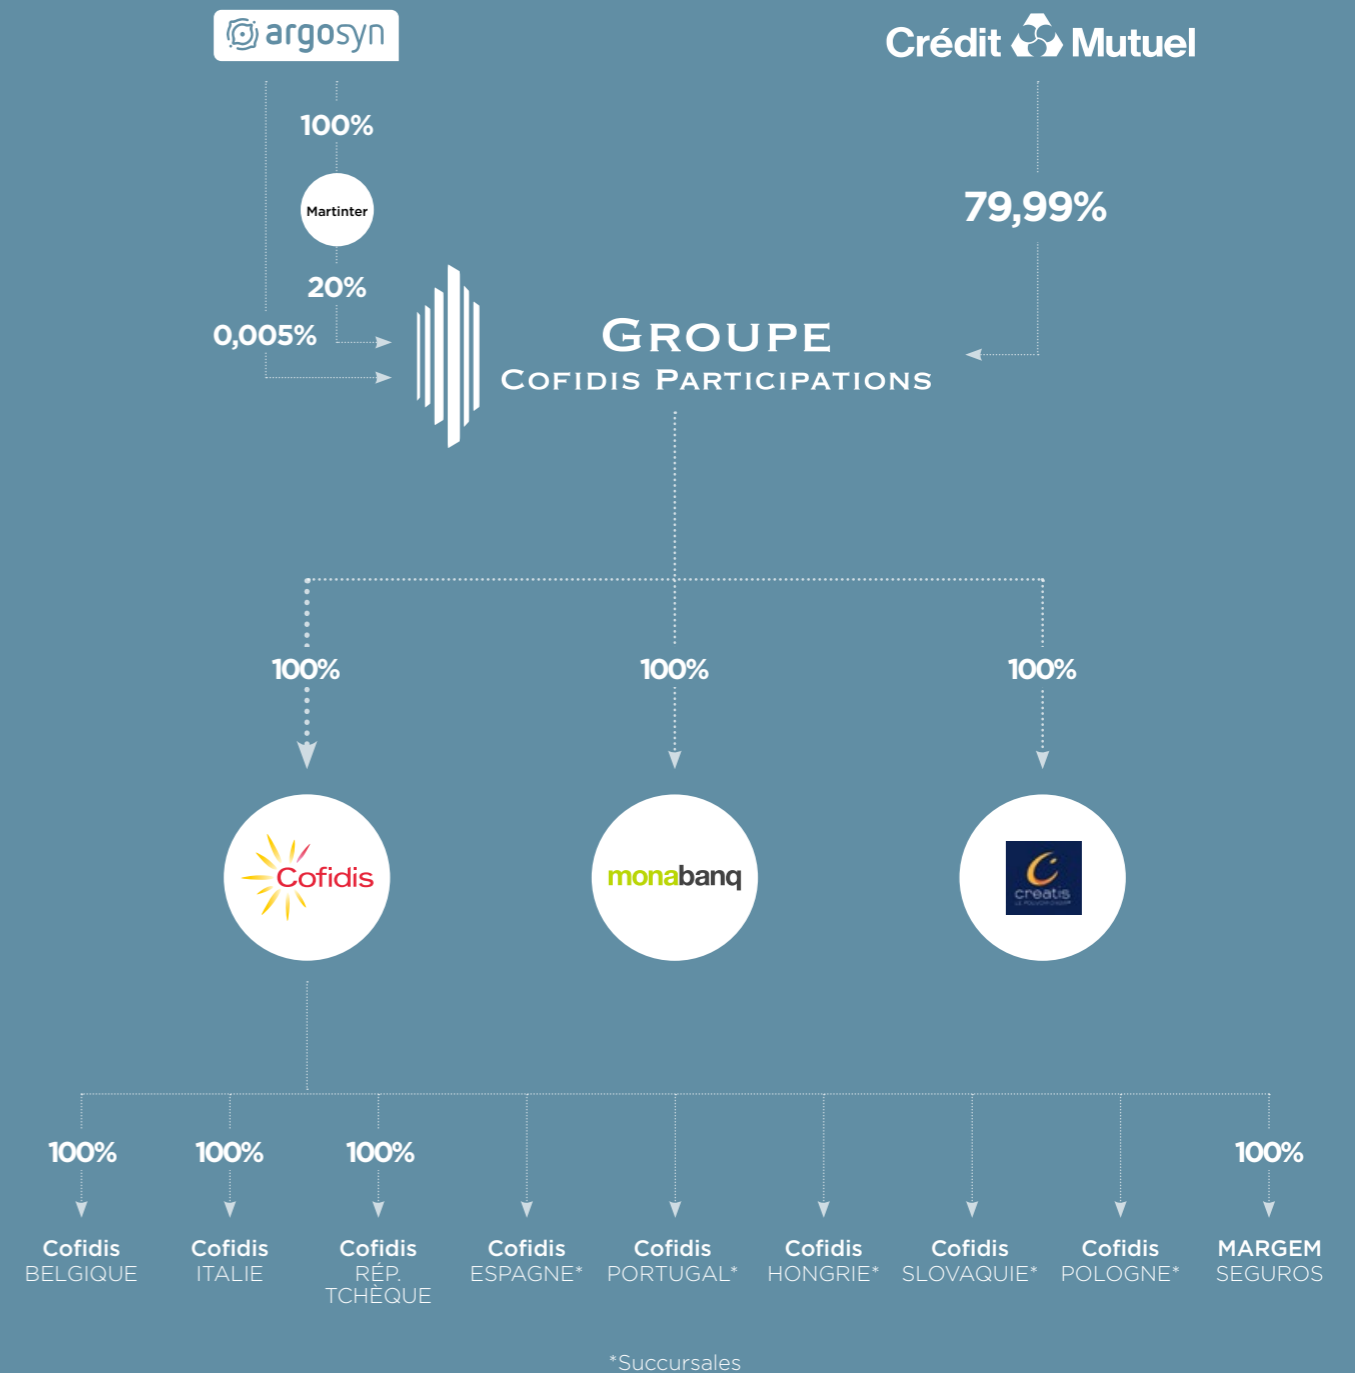 argosyn
Crédit Mutuel
100%
Martinter
79,99%
20%
0,005%
GROUPE
COFIDIS PARTICIPATIONS
100%
100%
100%
Cofidis
monabanq
creatis
100%
100%
100%
100%
Cofidis
BELGIQUE
Cofidis
ITALIE
Cofidis
RÉP.
TCHÈQUE
Cofidis
ESPAGNE*
Cofidis
PORTUGAL*
Cofidis
HONGRIE*
Cofidis
SLOVAQUIE*
Cofidis
POLOGNE*
MARGEM
SEGUROS
*Succursales